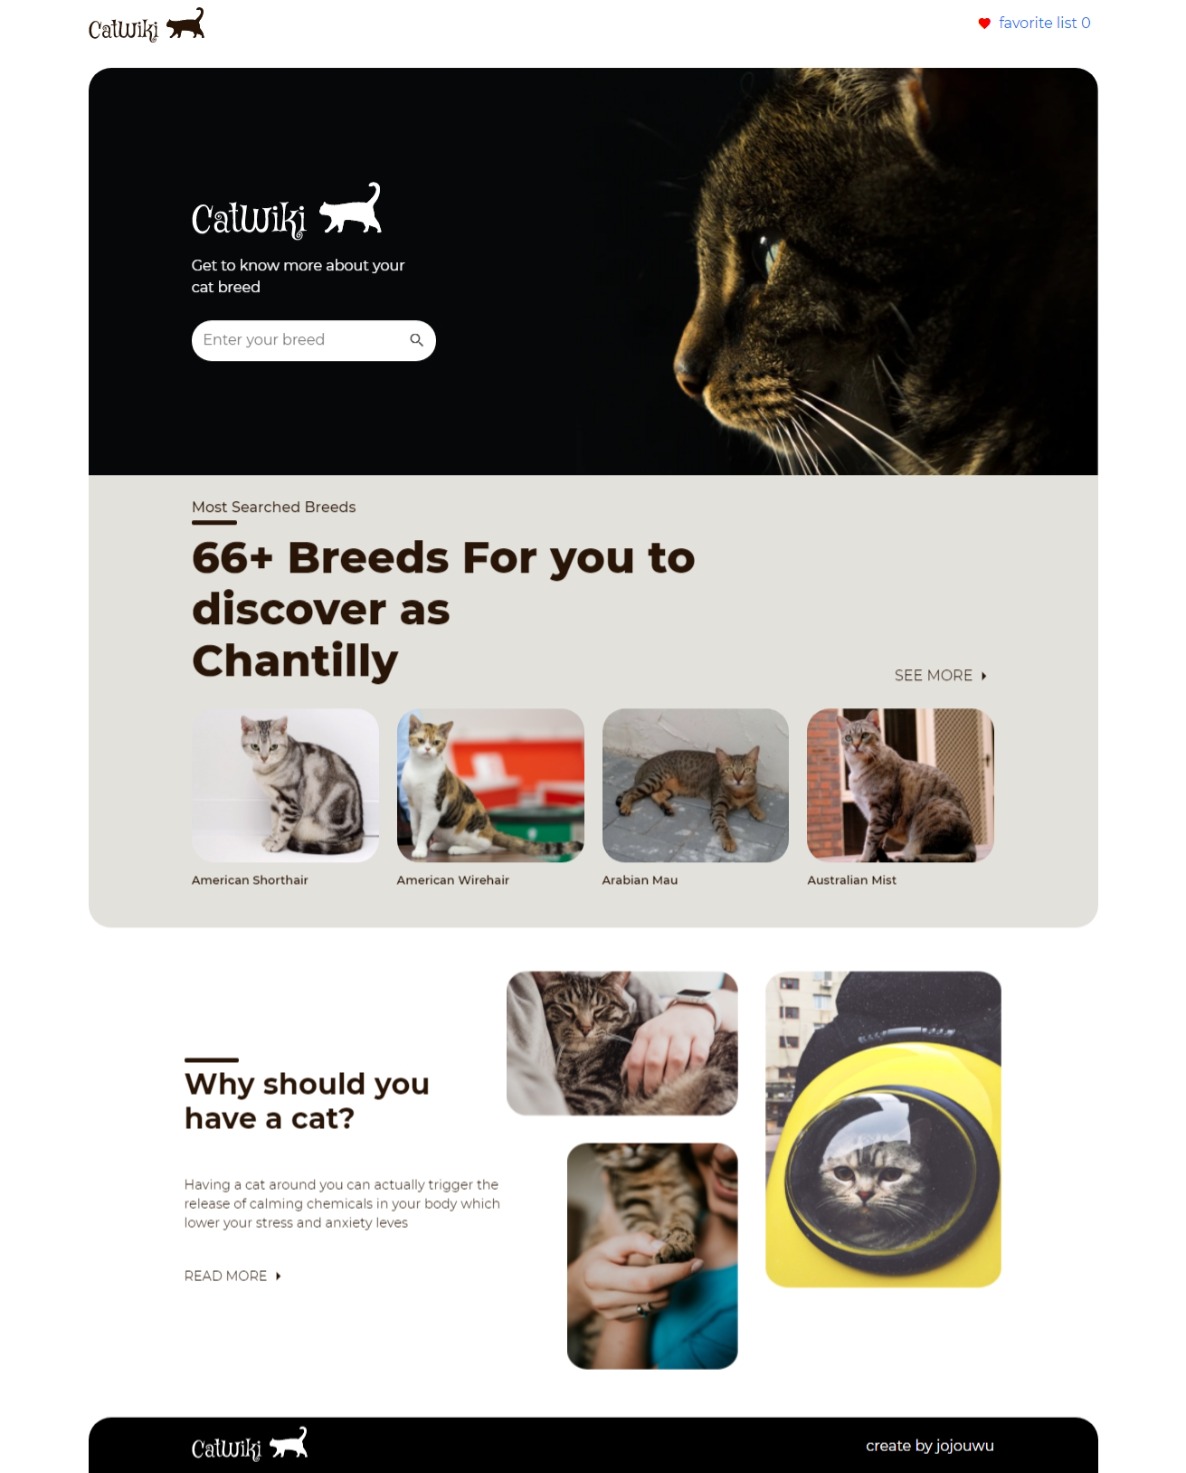 CatWiki
favorite list 0
CatWiki
Get to know more about your
cat breed
Enter your breed
Most Searched Breeds
66+ Breeds For you to
discover as
Chantilly
SEE MORE
American Shorthair
American Wirehair
Arabian Mau
Australian Mist
Why should you
have a cat?
Having a cat around you can actually trigger the
release of calming chemicals in your body which
lower your stress and anxiety leves
READ MORE
CatWiki
create by jojouwu